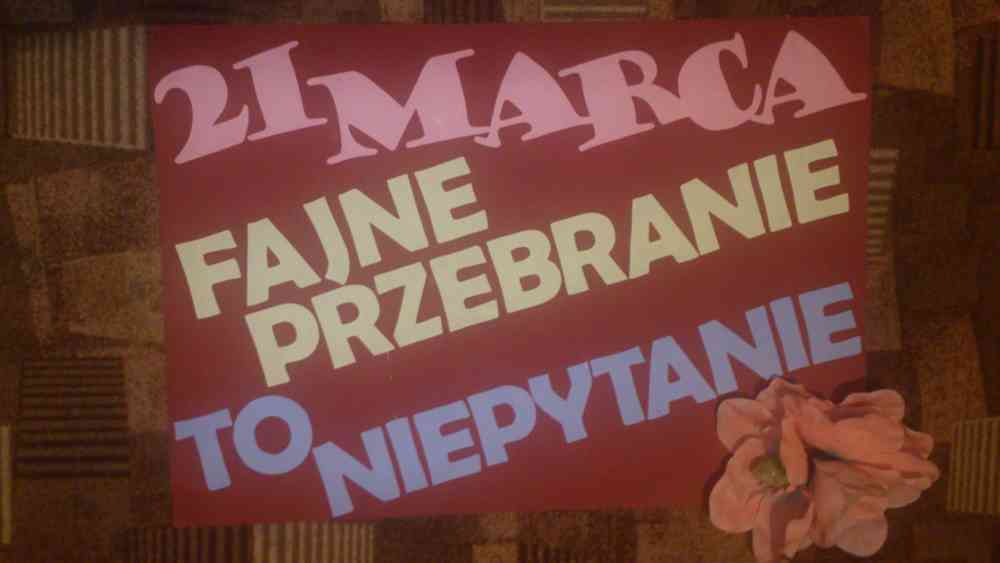 21 MARCA
FAJNE
PRZEBRANIE
TO NIEPYTANIE